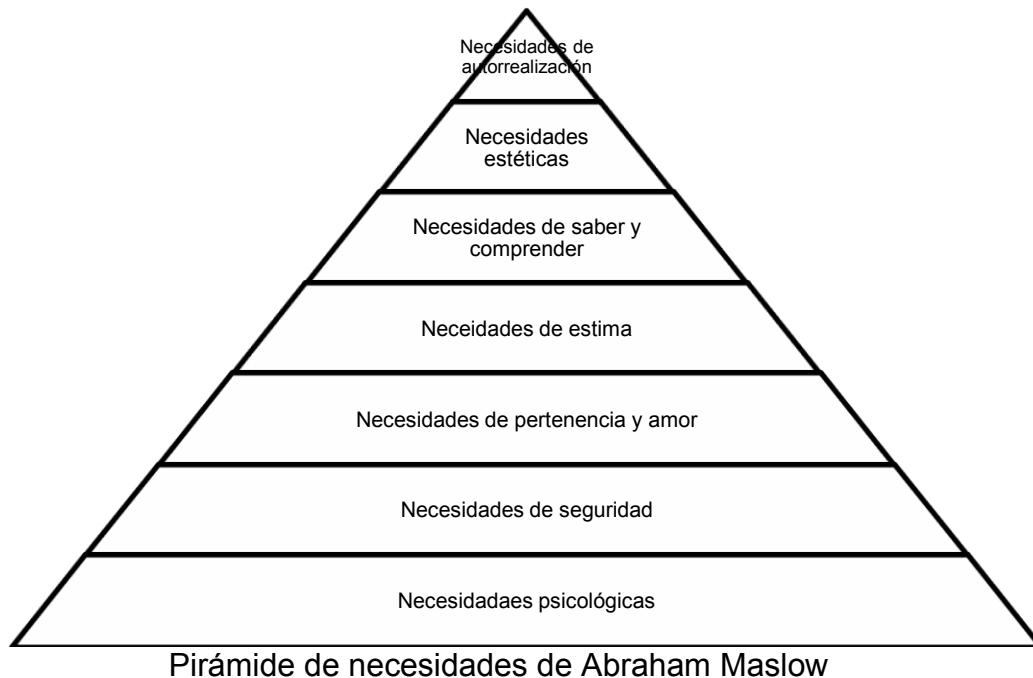 Necesidades de
autorrealización
Necesidades
estéticas
Necesidades de saber y
comprender
Neceidades de estima
Necesidades de pertenencia y amor
Necesidades de seguridad
Necesidadaes psicológicas
Pirámide de necesidades de Abraham Maslow